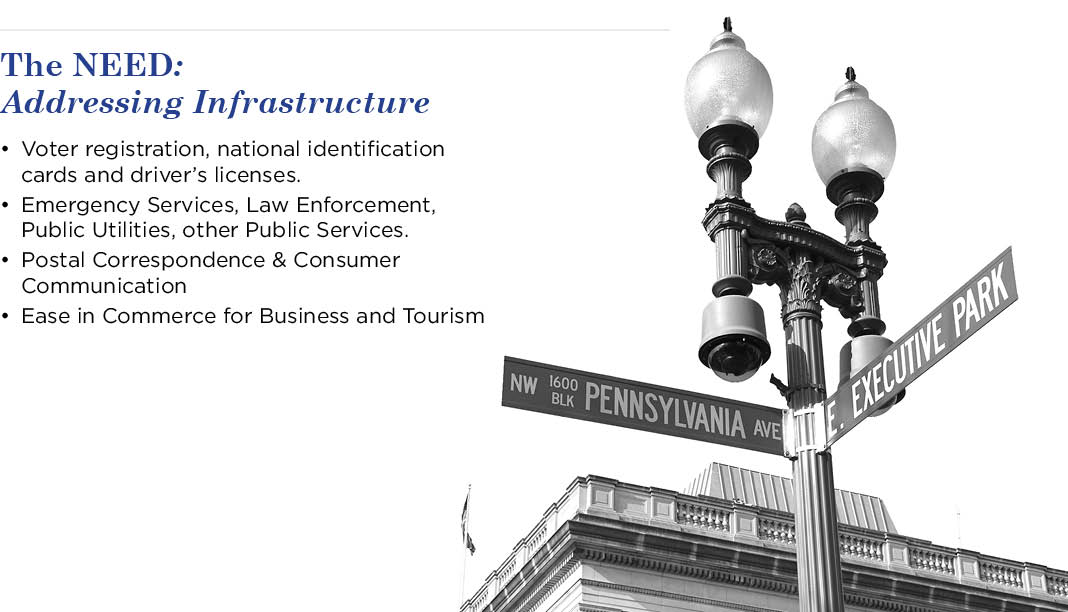 The NEED:
Addressing Infrastructure
• Voter registration, national identification
cards and driver’s licenses.
• Emergency Services, Law Enforcement,
Public Utilities, other Public Services.
• Postal Correspondence & Consumer
Communication
• Ease in Commerce for Business and Tourism
NW 1600 BLK PENNSYLVANIA AVE
E. EXECUTIVE PARK